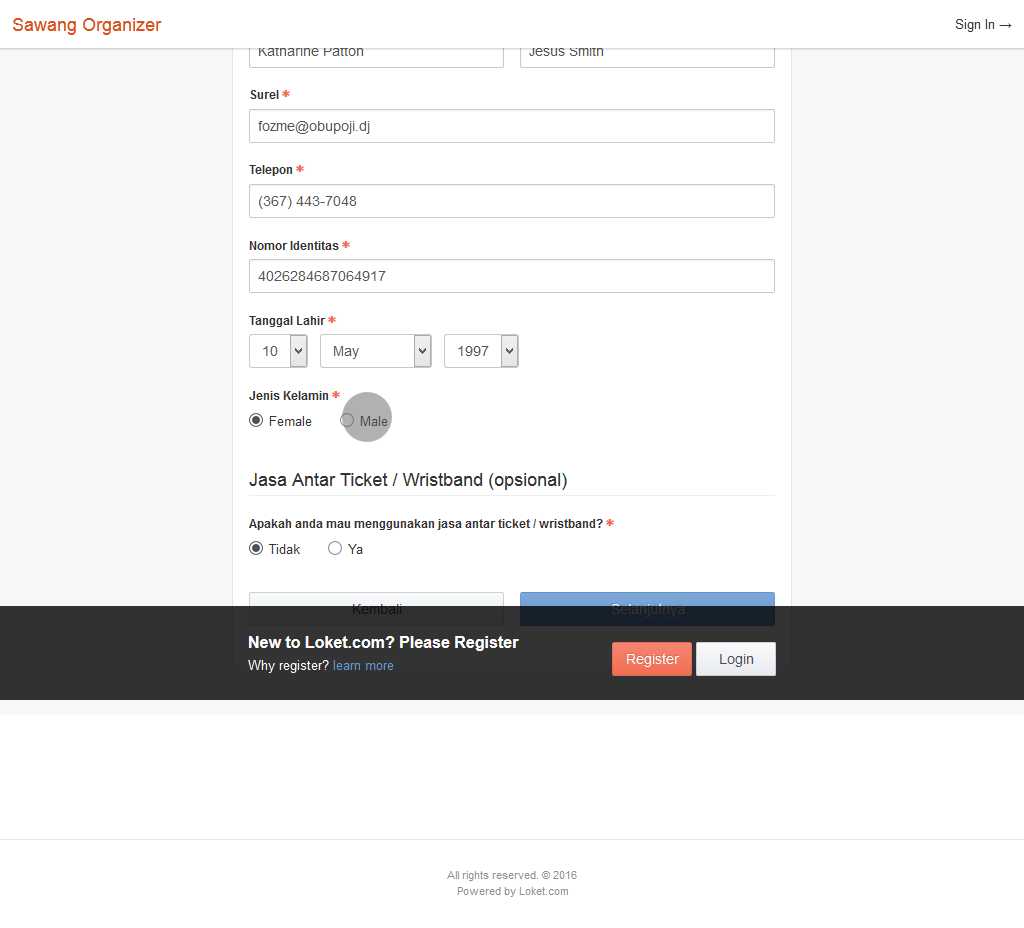 Sawang Organizer
Sign In →
Katharine Patton
Jesus Smith
Surel *
fozme@obupoji.dj
Telepon *
(367) 443-7048
Nomor Identitas *
4026284687064917
Tanggal Lahir *
10 May 1997
Jenis Kelamin *
Female Male
Jasa Antar Ticket / Wristband (opsional)
Apakah anda mau menggunakan jasa antar ticket / wristband? *
Tidak Ya
Kembali
Selanjutnya
New to Loket.com? Please Register
Why register? learn more
Register Login
All rights reserved. © 2016
Powered by Loket.com